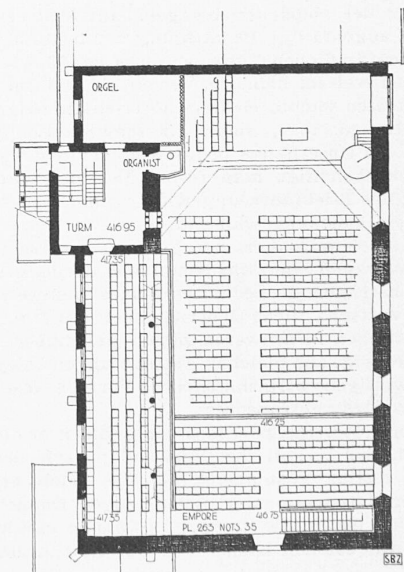 ORGEL
ORGANIST
TURM 416.95
417.35
416.25
417.35
EMPORE 416.75
PL 263 NOTS 35
SBZ